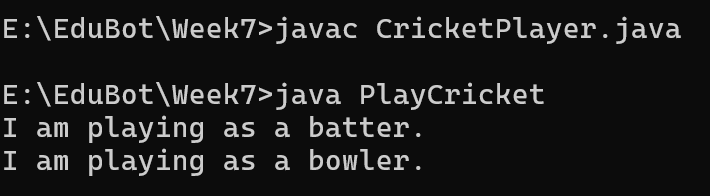 E:\EduBot\Week7>javac CricketPlayer.java
E:\EduBot\Week7>java PlayCricket
I am playing as a batter.
I am playing as a bowler.